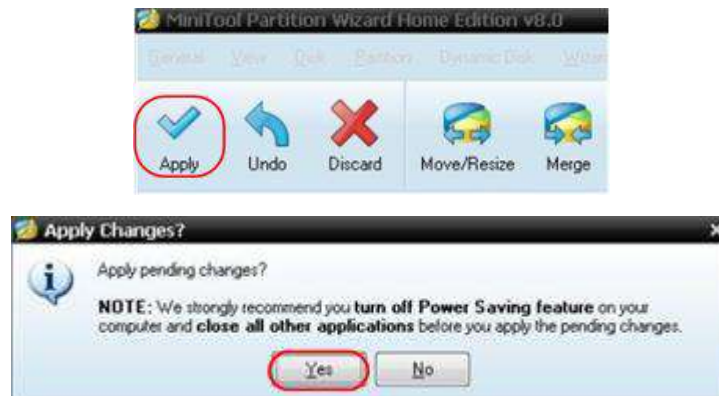 MiniTool Partition Wizard Home Edition v8.0
General View Disk Partition Dynamic Disk
Apply Undo Discard Move/Resize Merge
Apply Changes?
Apply pending changes?
NOTE: We strongly recommend you turn off Power Saving feature on your
computer and close all other applications before you apply the pending changes.
Yes No